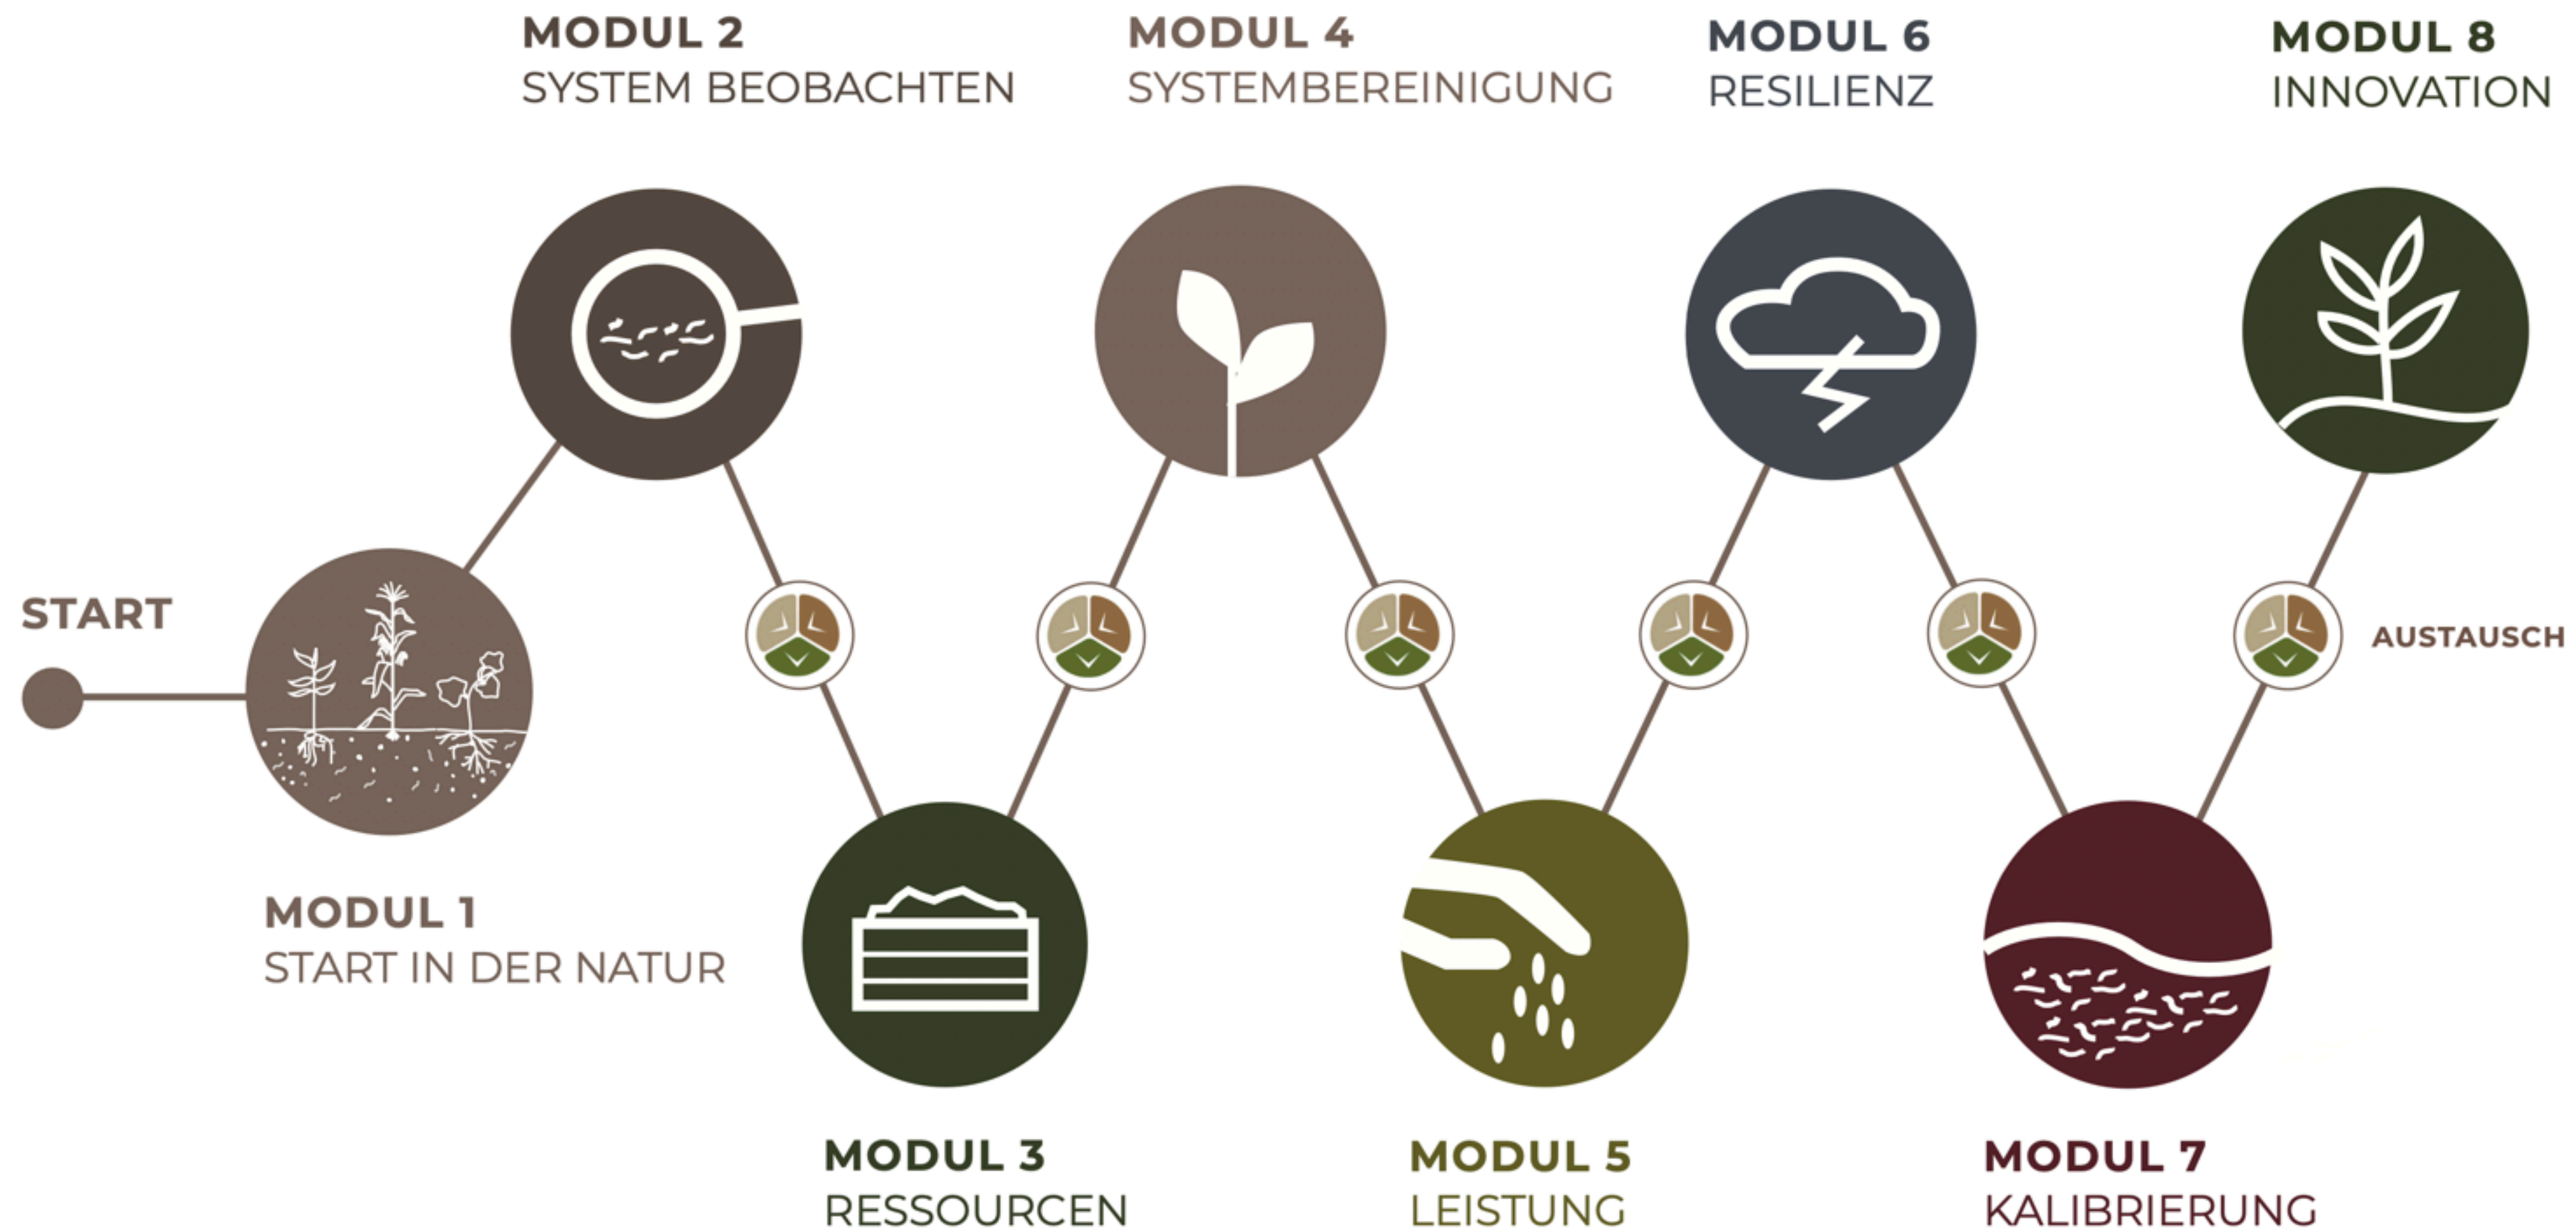 START
MODUL 1
START IN DER NATUR
MODUL 2
SYSTEM BEOBACHTEN
MODUL 3
RESSOURCEN
MODUL 4
SYSTEMBEREINIGUNG
MODUL 5
LEISTUNG
MODUL 6
RESILIENZ
MODUL 7
KALIBRIERUNG
MODUL 8
INNOVATION
AUSTAUSCH